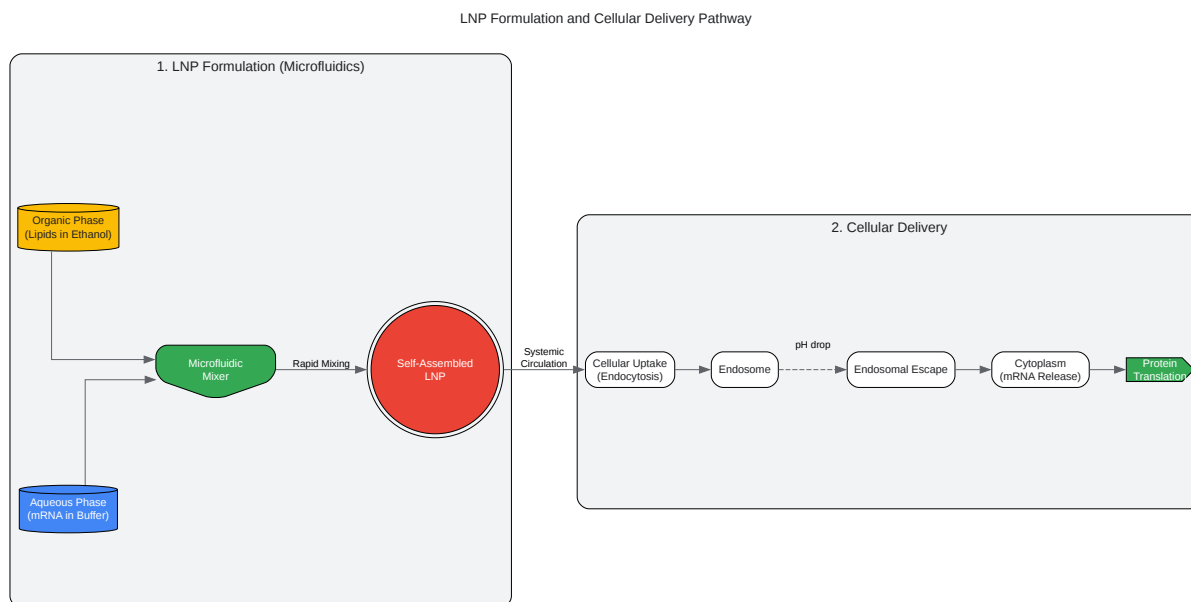 LNP Formulation and Cellular Delivery Pathway
1. LNP Formulation (Microfluidics)
Organic Phase
(Lipids in Ethanol)
Microfluidic
Mixer
Rapid Mixing
Self-Assembled
LNP
Aqueous Phase
(mRNA in Buffer)
Systemic
Circulation
2. Cellular Delivery
Cellular Uptake
(Endocytosis)
Endosome
pH drop
Endosomal Escape
Cytoplasm
(mRNA Release)
Protein
Translation